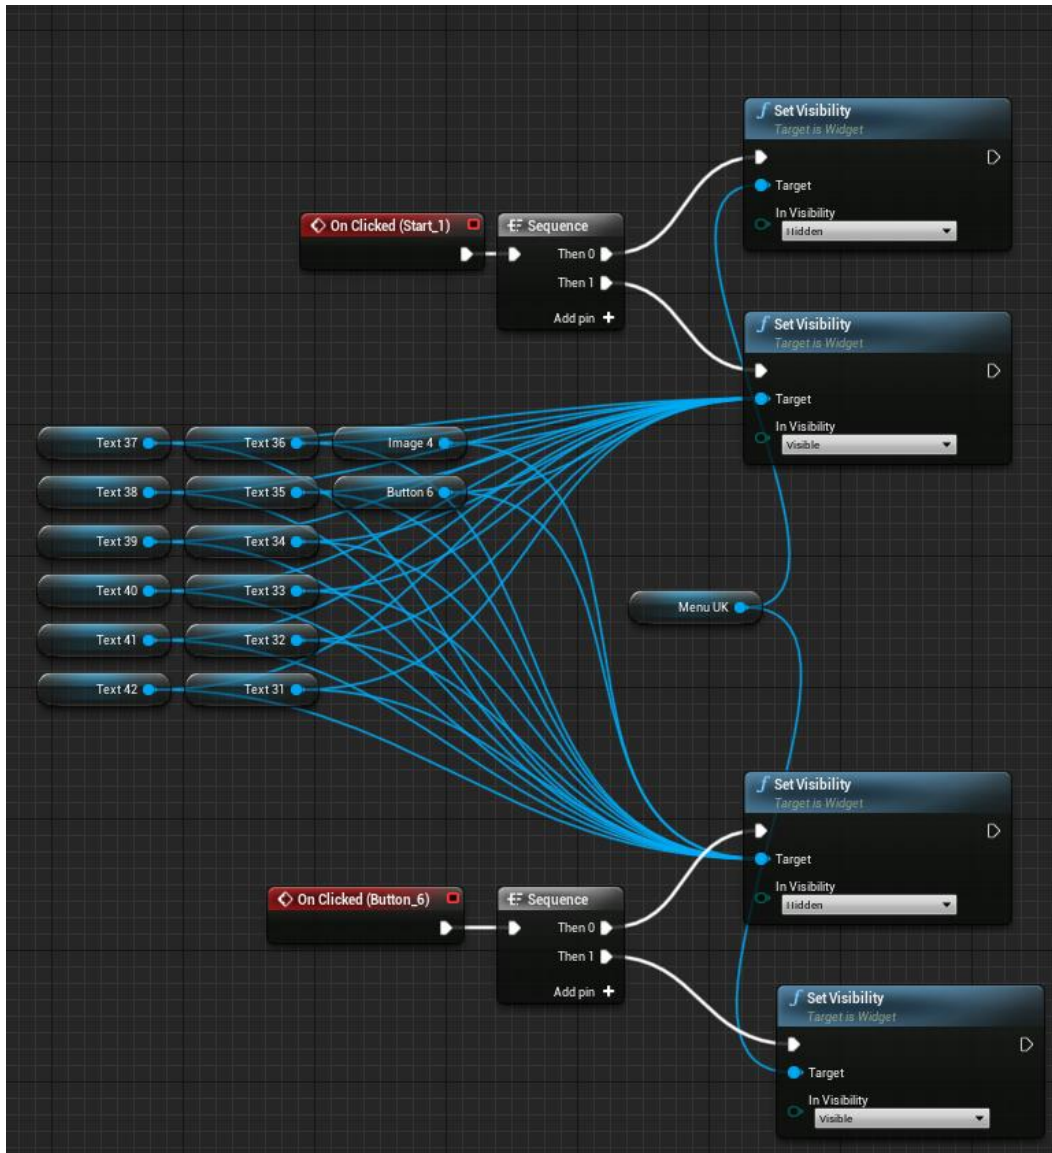 Set Visibility
Target is Widget
Target
In Visibility
Hidden
On Clicked (Start_1)
Sequence
Then 0
Then 1
Add pin
Set Visibility
Target is Widget
Target
In Visibility
Visible
Text 37
Text 36
Image 4
Text 38
Text 35
Button 6
Text 39
Text 34
Text 40
Text 33
Menu UK
Text 41
Text 32
Text 42
Text 31
Set Visibility
Target is Widget
Target
In Visibility
Hidden
On Clicked (Button_6)
Sequence
Then 0
Then 1
Add pin
Set Visibility
Target is Widget
Target
In Visibility
Visible